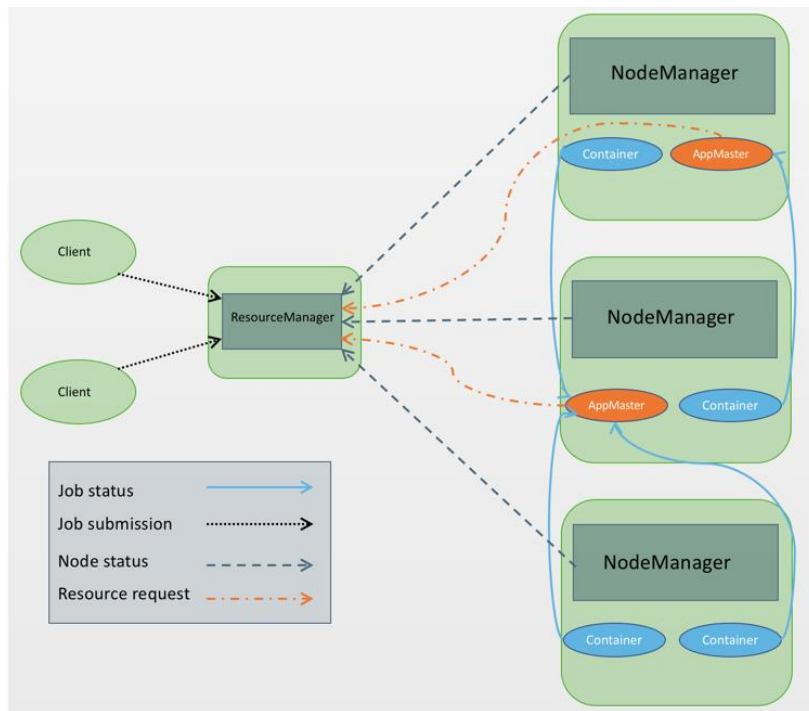 NodeManager
Container
AppMaster
Client
ResourceManager
NodeManager
Client
AppMaster
Container
Job status
Job submission
Node status
Resource request
NodeManager
Container
Container